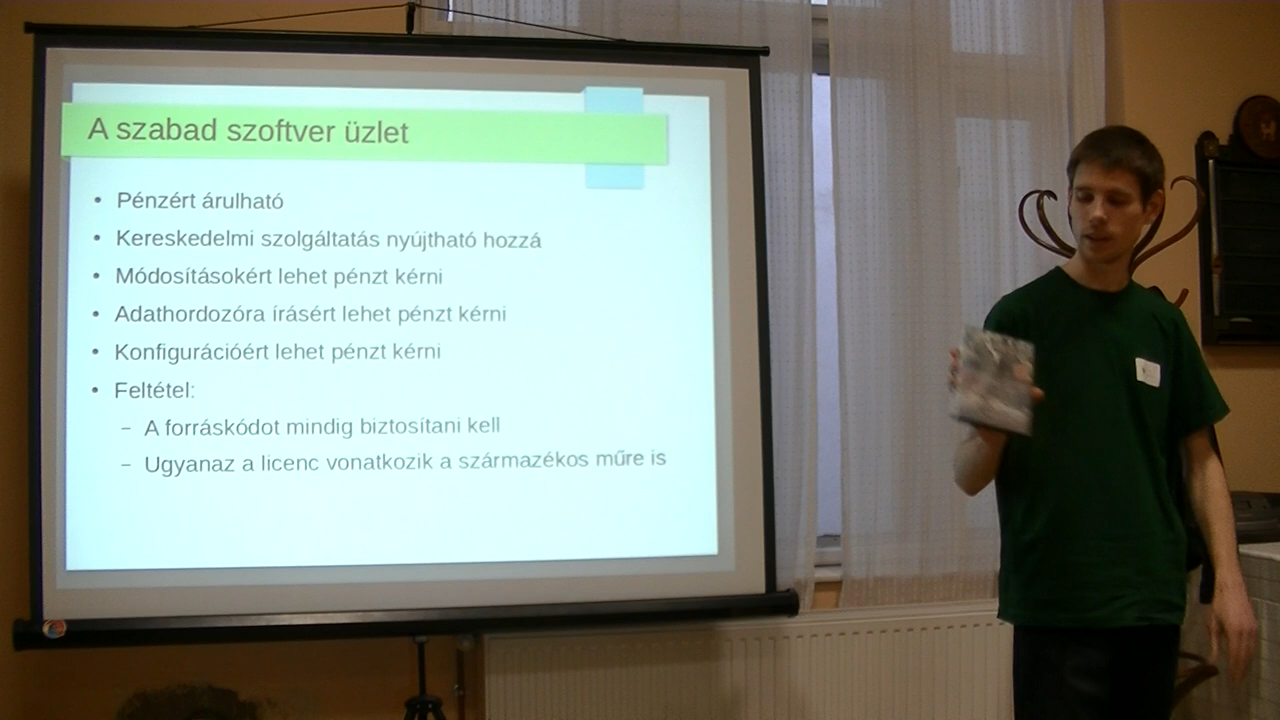 A szabad szoftver üzlet
• Pénzért árulható
• Kereskedelmi szolgáltatás nyújtható hozzá
• Módosításokért lehet pénzt kérni
• Adathordozóra írásért lehet pénzt kérni
• Konfigurációért lehet pénzt kérni
• Feltétel:
– A forráskódot mindig biztosítani kell
– Ugyanaz a licenc vonatkozik a származékos műre is